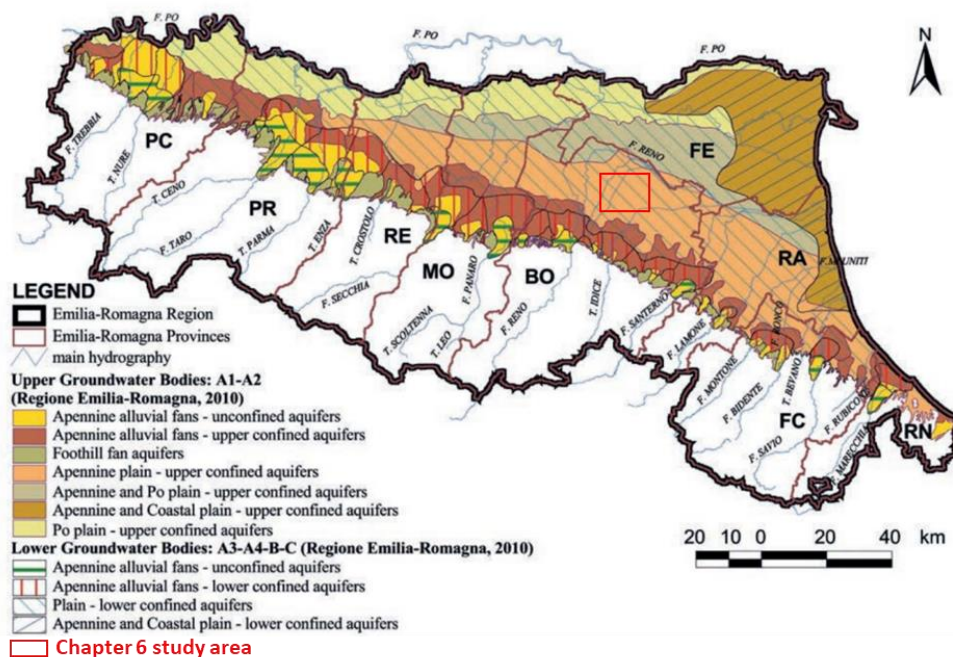 F. PO
F. PO
F. PO
N
F. TREBBIA
PC
T. NURE
T. CENO
F. RENO
FE
F. TARO
PR
T. PARMA
T. ENZA
T. CROSTOLO
RE
F. SECCHIA
MO
F. PANARO
BO
T. IDICE
RA
F. SANTERNO
F. LAMONE
F. RONCO
T. SCOLTENNA
T. LEO
F. RENO
F. MONTONE
F. BIDENTE
T. BEVANO
FC
F. SAVIO
F. RUBICONE
F. MARECCHIA
RN
LEGEND
Emilia-Romagna Region
Emilia-Romagna Provinces
main hydrography
Upper Groundwater Bodies: A1-A2
(Regione Emilia-Romagna, 2010)
Apennine alluvial fans - unconfined aquifers
Apennine alluvial fans - upper confined aquifers
Foothill fan aquifers
Apennine plain - upper confined aquifers
Apennine and Po plain - upper confined aquifers
Apennine and Coastal plain - upper confined aquifers
Po plain - upper confined aquifers
20 10 0 20 40 km
Lower Groundwater Bodies: A3-A4-B-C (Regione Emilia-Romagna, 2010)
Apennine alluvial fans - unconfined aquifers
Apennine alluvial fans - lower confined aquifers
Plain - lower confined aquifers
Apennine and Coastal plain - lower confined aquifers
Chapter 6 study area